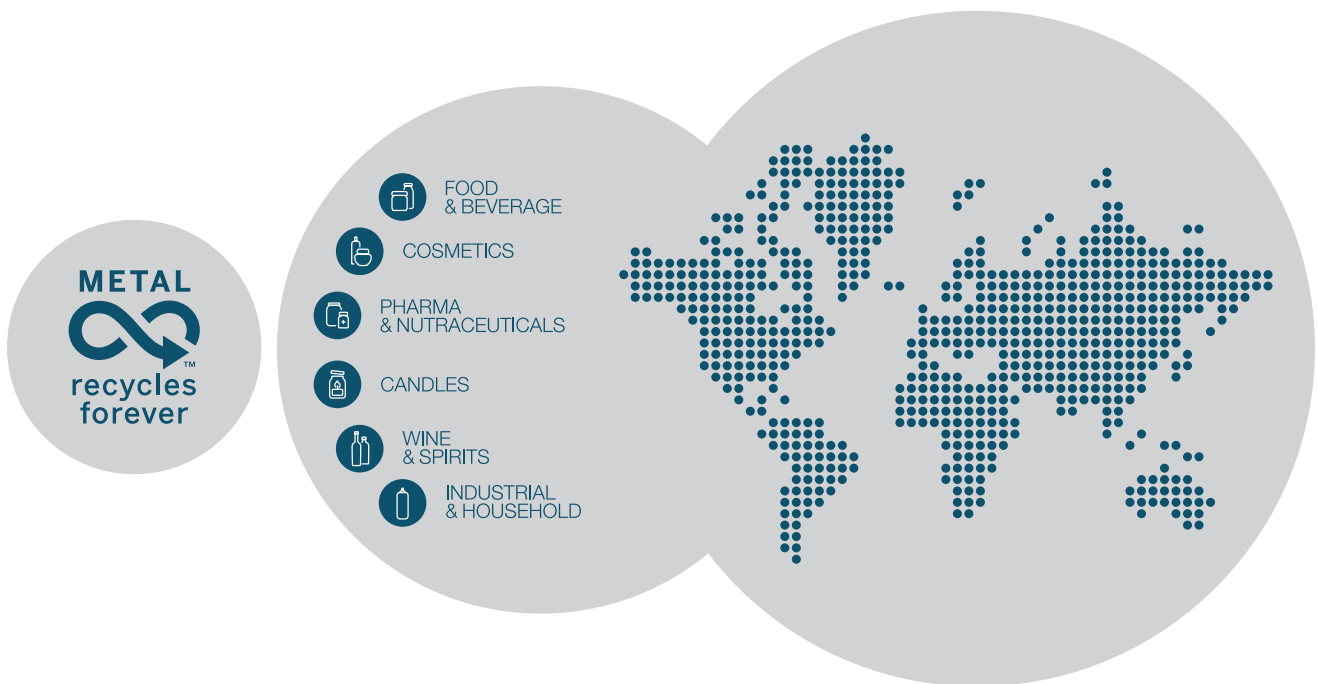 METAL
™
recycles
forever
FOOD
& BEVERAGE
COSMETICS
PHARMA
& NUTRACEUTICALS
CANDLES
WINE
& SPIRITS
INDUSTRIAL
& HOUSEHOLD